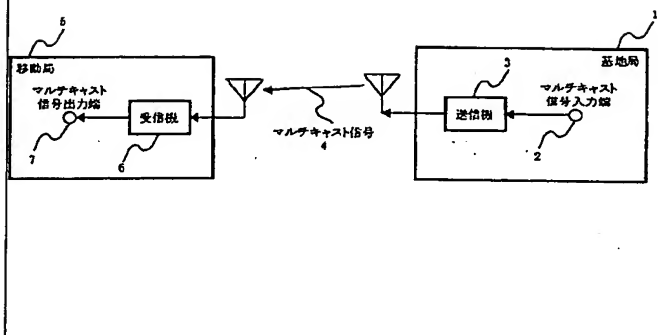 5
移動局
マルチキャスト
信号出力端
7
受信機
6
マルチキャスト信号
4
1
基地局
3
送信機
マルチキャスト
信号入力端
2